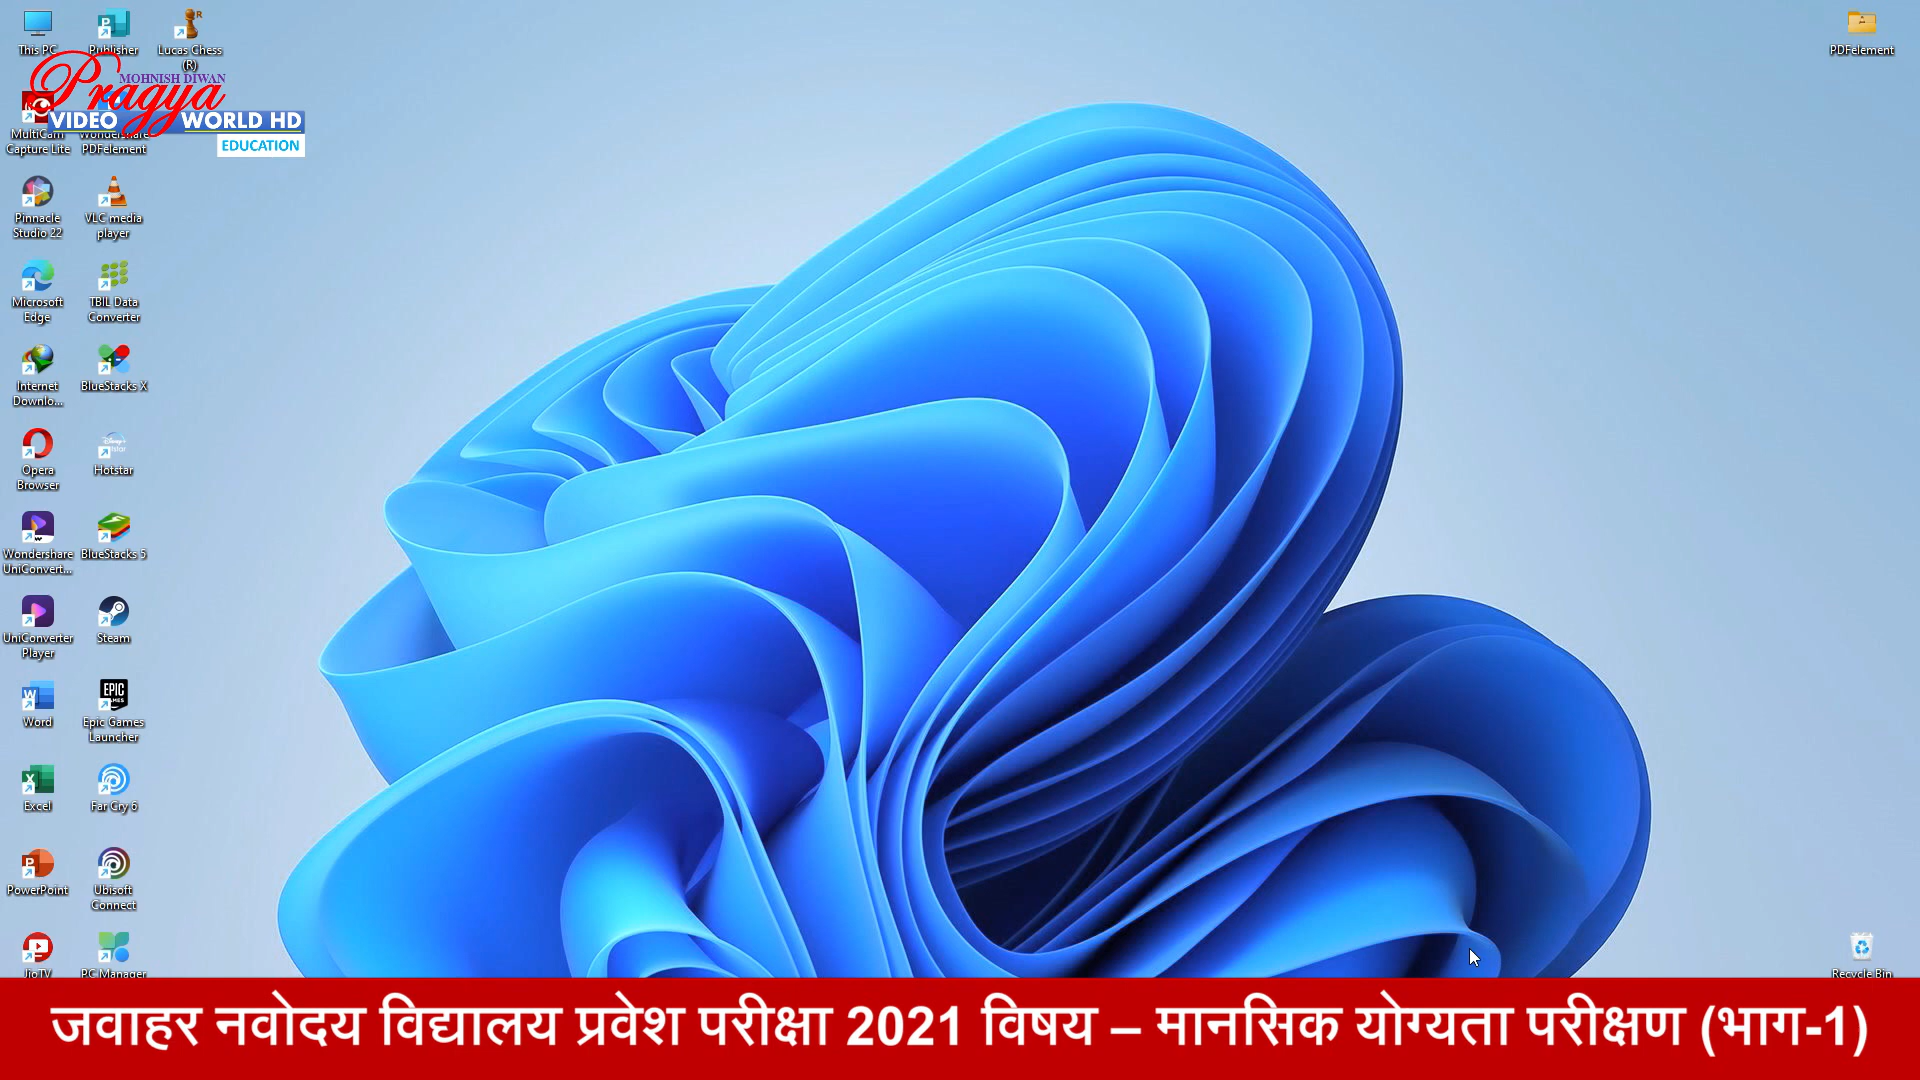 This PC
Publisher
Lucas Chess
(R)
PDFelement
MOHNISH DIWAN
Pragya
VIDEO WORLD HD
EDUCATION
MultiCam
Capture Lite
Wondershare
PDFelement
Pinnacle
Studio 22
VLC media
player
Microsoft
Edge
TBIL Data
Converter
Internet
Downlo...
BlueStacks X
Opera
Browser
Hotstar
Wondershare
UniConvert...
BlueStacks 5
UniConverter
Player
Steam
Word
EPIC
GAMES
Epic Games
Launcher
Excel
Far Cry 6
PowerPoint
Ubisoft
Connect
JioTV
PC Manager
Recycle Bin
जवाहर नवोदय विद्यालय प्रवेश परीक्षा 2021 विषय – मानसिक योग्यता परीक्षण (भाग-1)